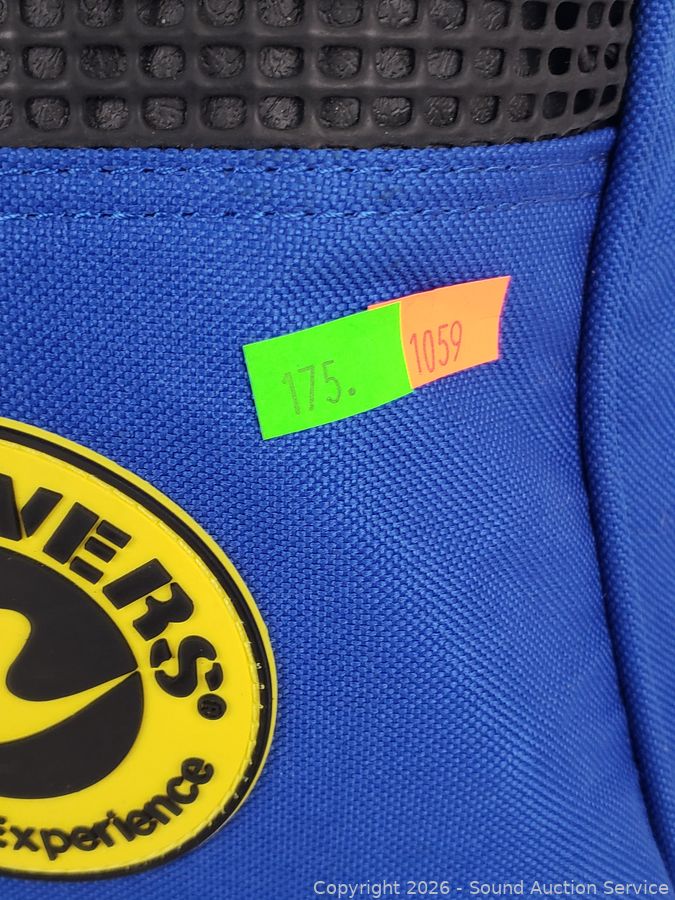 1059
175.
VERS®
Experience
Copyright 2026 - Sound Auction Service